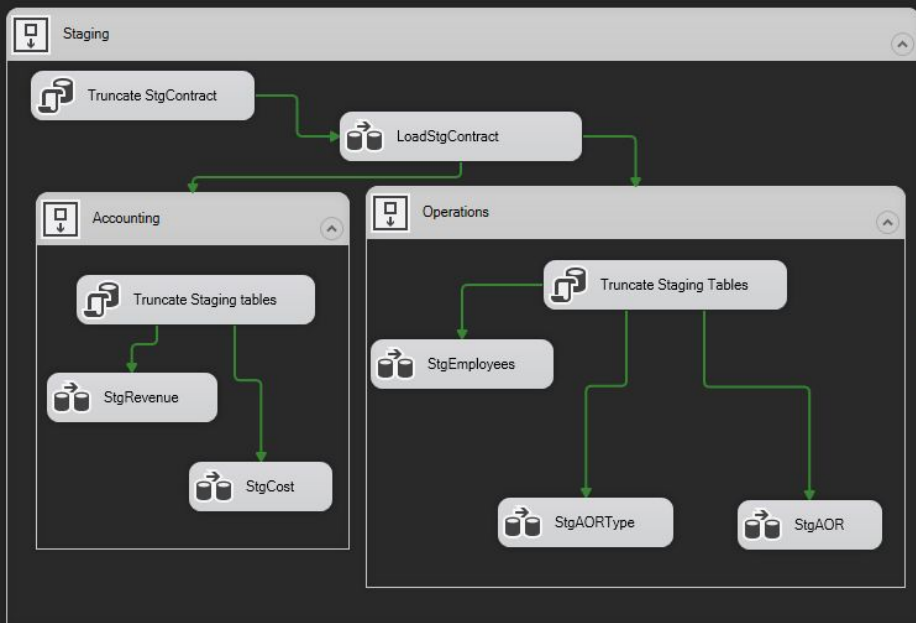 Staging
Truncate StgContract
LoadStgContract
Accounting
Operations
Truncate Staging tables
Truncate Staging Tables
StgEmployees
StgRevenue
StgCost
StgAORType
StgAOR